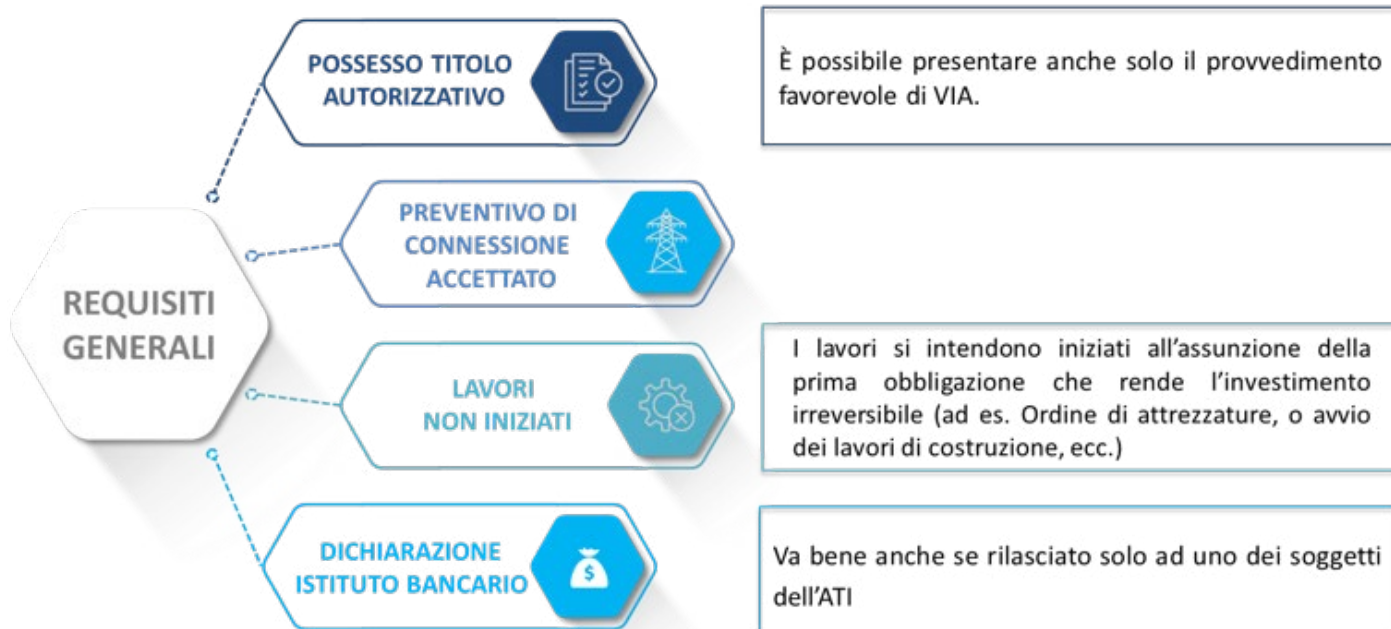 REQUISITI
GENERALI
POSSESSO TITOLO
AUTORIZZATIVO
È possibile presentare anche solo il provvedimento
favorevole di VIA.
PREVENTIVO DI
CONNESSIONE
ACCETTATO
LAVORI
NON INIZIATI
I lavori si intendono iniziati all’assunzione della
prima obbligazione che rende l’investimento
irreversibile (ad es. Ordine di attrezzature, o avvio
dei lavori di costruzione, ecc.)
DICHIARAZIONE
ISTITUTO BANCARIO
$
Va bene anche se rilasciato solo ad uno dei soggetti
dell’ATI